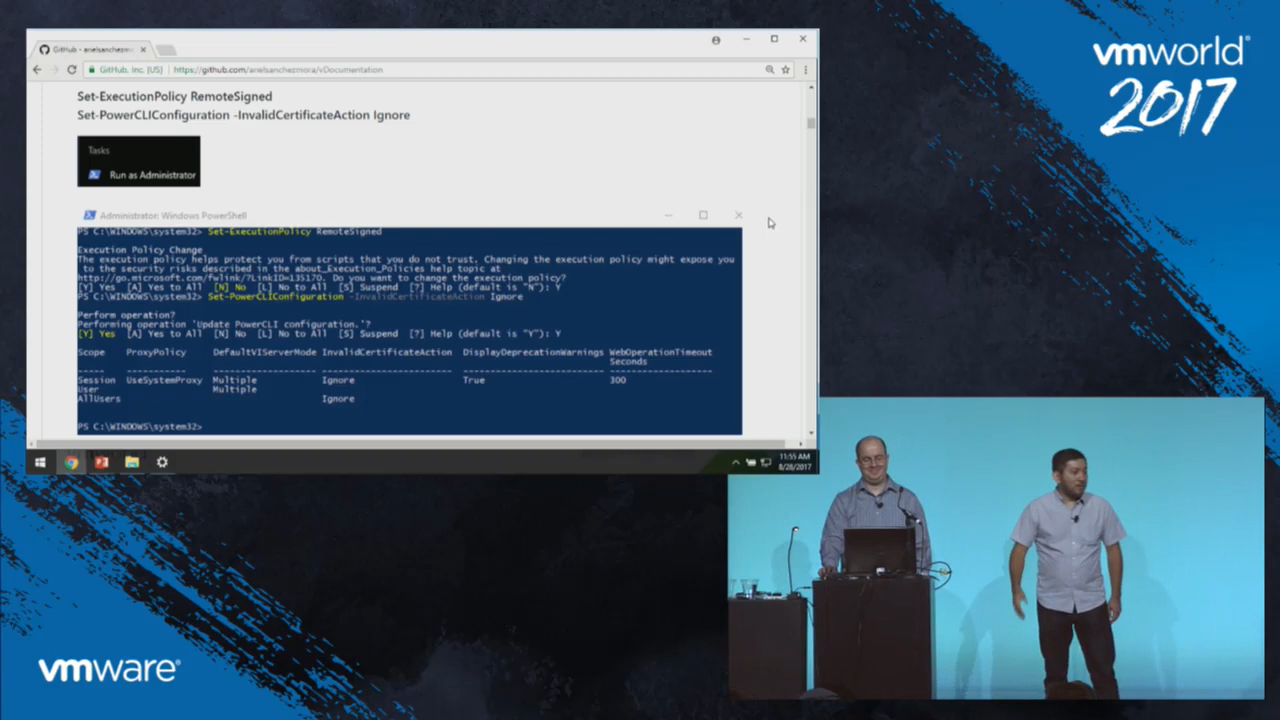 GitHub - arielsanchezmo
GitHub, Inc. [US]
https://github.com/arielsanchezmora/vDocumentation
Set-ExecutionPolicy RemoteSigned
Set-PowerCLIConfiguration -InvalidCertificateAction Ignore
Tasks
Run as Administrator
Administrator: Windows PowerShell
PS C:\WINDOWS\system32> Set-ExecutionPolicy RemoteSigned
Execution Policy Change
The execution policy helps protect you from scripts that you do not trust. Changing the execution policy might expose you
to the security risks described in the about_Execution_Policies help topic at
http://go.microsoft.com/fwlink/?LinkID=135170. Do you want to change the execution policy?
[Y] Yes [A] Yes to All [N] No [L] No to All [S] Suspend [?] Help (default is "N"): Y
PS C:\WINDOWS\system32> Set-PowerCLIConfiguration -InvalidCertificateAction Ignore
Perform operation?
Performing operation 'Update PowerCLI configuration.'?
[Y] Yes [A] Yes to All [N] No [L] No to All [S] Suspend [?] Help (default is "Y"): Y
Scope ProxyPolicy DefaultVIServerMode InvalidCertificateAction DisplayDeprecationWarnings WebOperationTimeout
Seconds
----- ----------- ------------------- ------------------------ -------------------------- -------------------
Session UseSystemProxy Multiple Ignore True 300
User Multiple
AllUsers Ignore
PS C:\WINDOWS\system32>
11:55 AM
8/28/2017
vmworld®
2017
vmware®